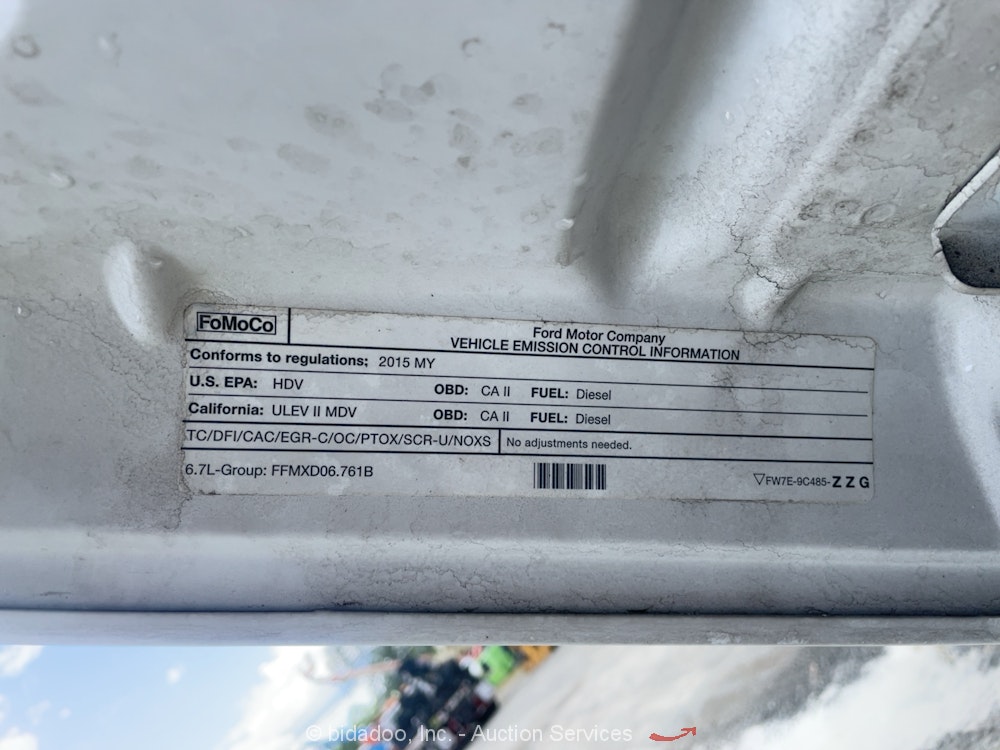 FoMoCo
Ford Motor Company
VEHICLE EMISSION CONTROL INFORMATION
Conforms to regulations; 2015 MY
U.S. EPA: HDV OBD: CA II FUEL: Diesel
California: ULEV II MDV OBD: CA II FUEL: Diesel
TC/DFI/CAC/EGR-C/OC/PTOX/SCR-U/NOXS No adjustments needed.
6.7L-Group: FFMXD06.761B ▽FW7E-9C485-ZZG
© bidadoo, Inc. - Auction Services